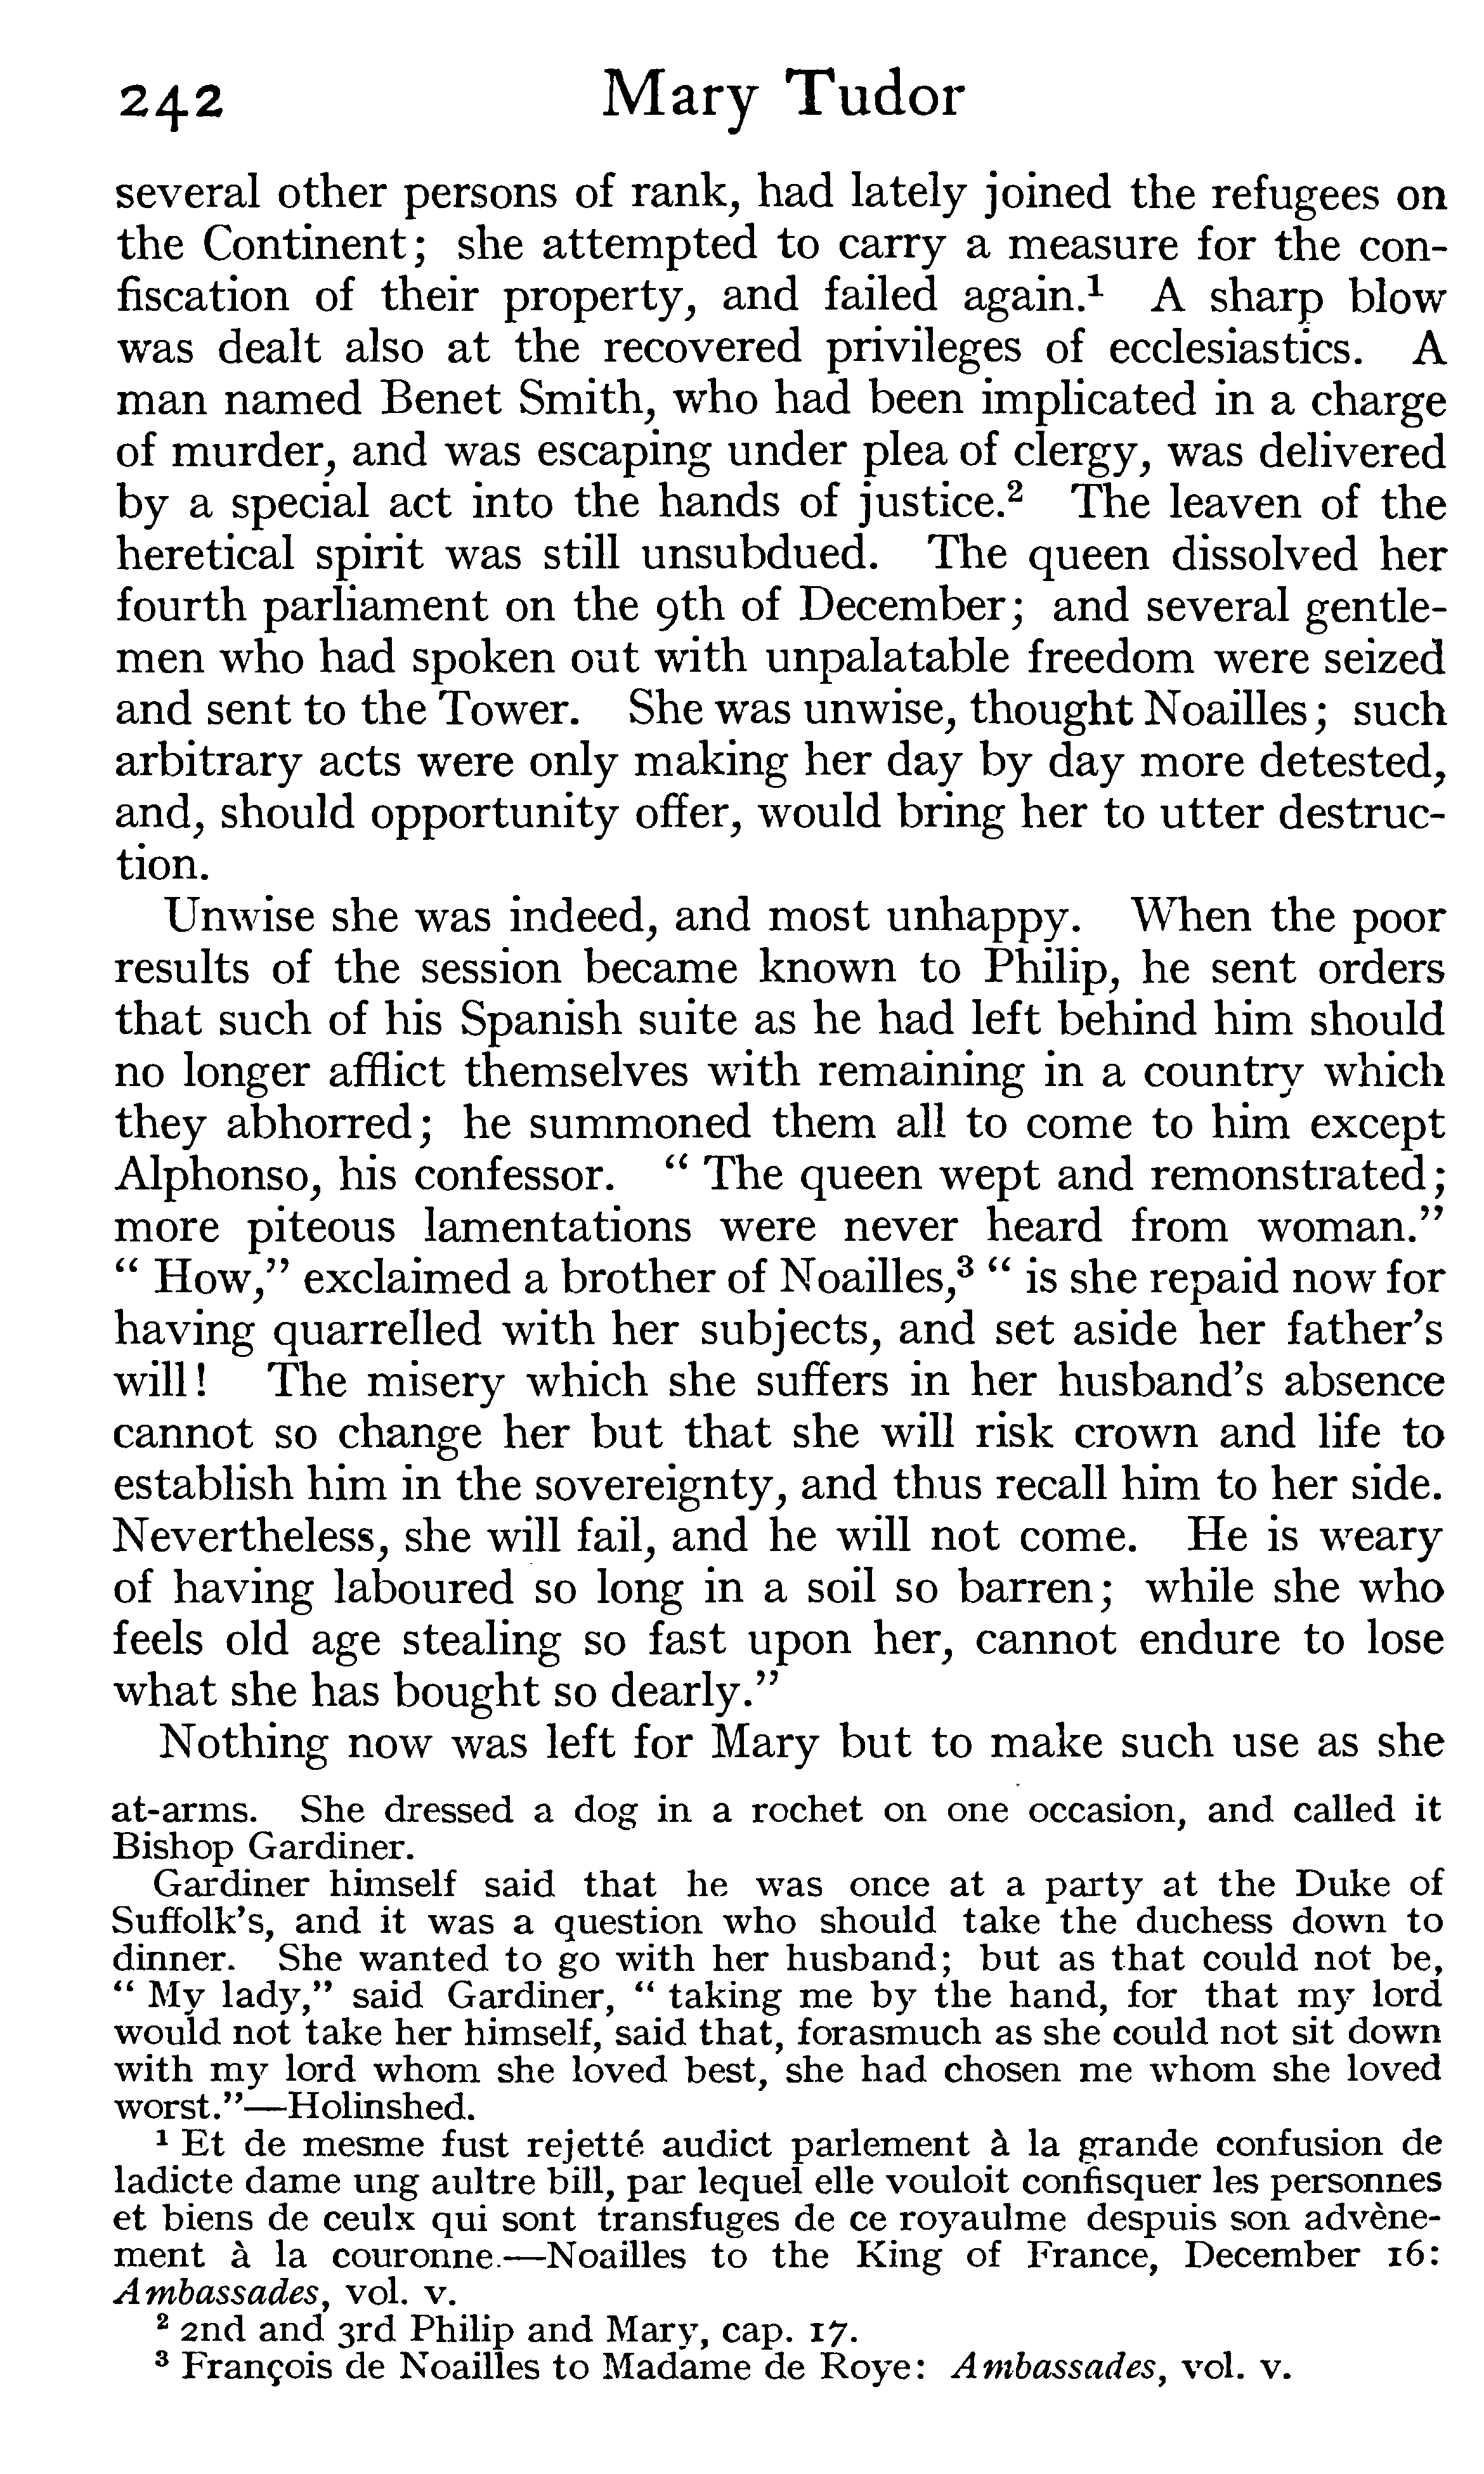 242 Mary Tudor
several other persons of rank, had lately joined the refugees on
the Continent; she attempted to carry a measure for the con-
fiscation of their property, and failed again.¹ A sharp blow
was dealt also at the recovered privileges of ecclesiastics. A
man named Benet Smith, who had been implicated in a charge
of murder, and was escaping under plea of clergy, was delivered
by a special act into the hands of justice.² The leaven of the
heretical spirit was still unsubdued. The queen dissolved her
fourth parliament on the 9th of December; and several gentle-
men who had spoken out with unpalatable freedom were seized
and sent to the Tower. She was unwise, thought Noailles; such
arbitrary acts were only making her day by day more detested,
and, should opportunity offer, would bring her to utter destruc-
tion.
Unwise she was indeed, and most unhappy. When the poor
results of the session became known to Philip, he sent orders
that such of his Spanish suite as he had left behind him should
no longer afflict themselves with remaining in a country which
they abhorred; he summoned them all to come to him except
Alphonso, his confessor. “ The queen wept and remonstrated;
more piteous lamentations were never heard from woman.”
“ How,” exclaimed a brother of Noailles,³ “ is she repaid now for
having quarrelled with her subjects, and set aside her father’s
will! The misery which she suffers in her husband’s absence
cannot so change her but that she will risk crown and life to
establish him in the sovereignty, and thus recall him to her side.
Nevertheless, she will fail, and he will not come. He is weary
of having laboured so long in a soil so barren; while she who
feels old age stealing so fast upon her, cannot endure to lose
what she has bought so dearly.”
Nothing now was left for Mary but to make such use as she
at-arms. She dressed a dog in a rochet on one occasion, and called it
Bishop Gardiner.
Gardiner himself said that he was once at a party at the Duke of
Suffolk’s, and it was a question who should take the duchess down to
dinner. She wanted to go with her husband; but as that could not be,
“ My lady,” said Gardiner, “ taking me by the hand, for that my lord
would not take her himself, said that, forasmuch as she could not sit down
with my lord whom she loved best, she had chosen me whom she loved
worst.”—Holinshed.
¹ Et de mesme fust rejetté audict parlement à la grande confusion de
ladicte dame ung aultre bill, par lequel elle vouloit confisquer les personnes
et biens de ceulx qui sont transfuges de ce royaulme despuis son advène-
ment à la couronne.—Noailles to the King of France, December 16:
Ambassades, vol. v.
² 2nd and 3rd Philip and Mary, cap. 17.
³ François de Noailles to Madame de Roye: Ambassades, vol. v.